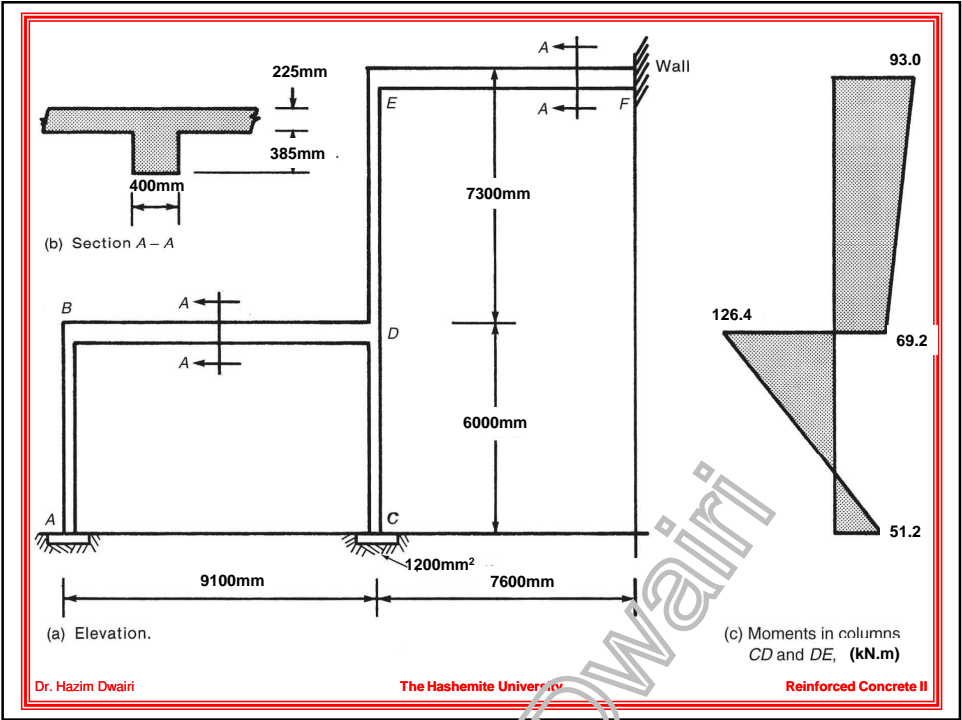 225mm
385mm
400mm
(b) Section A – A
A
A
Wall
E
F
7300mm
B
A
A
D
6000mm
A
C
1200mm²
9100mm
7600mm
(a) Elevation.
93.0
126.4
69.2
51.2
(c) Moments in columns
CD and DE, (kN.m)
Dwairi
Dr. Hazim Dwairi
The Hashemite University
Reinforced Concrete II